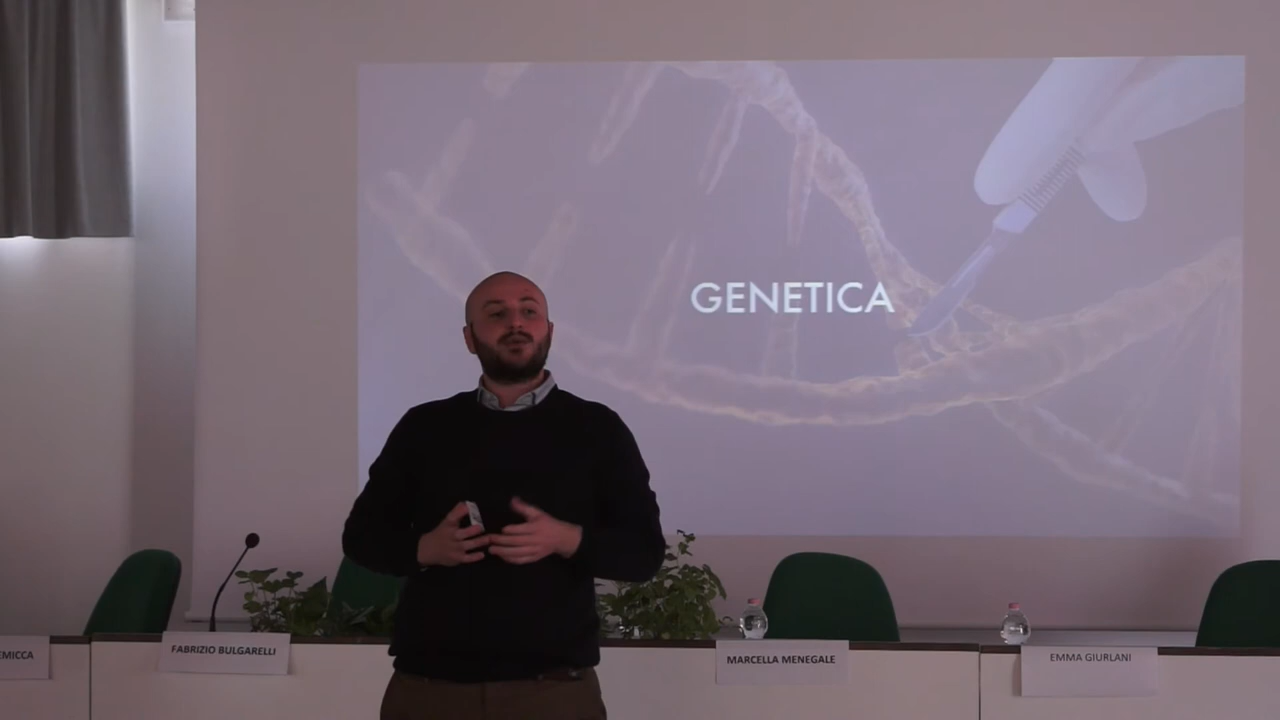 GENETICA
EMICCA
FABRIZIO BULGARELLI
MARCELLA MENEGALE
EMMA GIURLANI